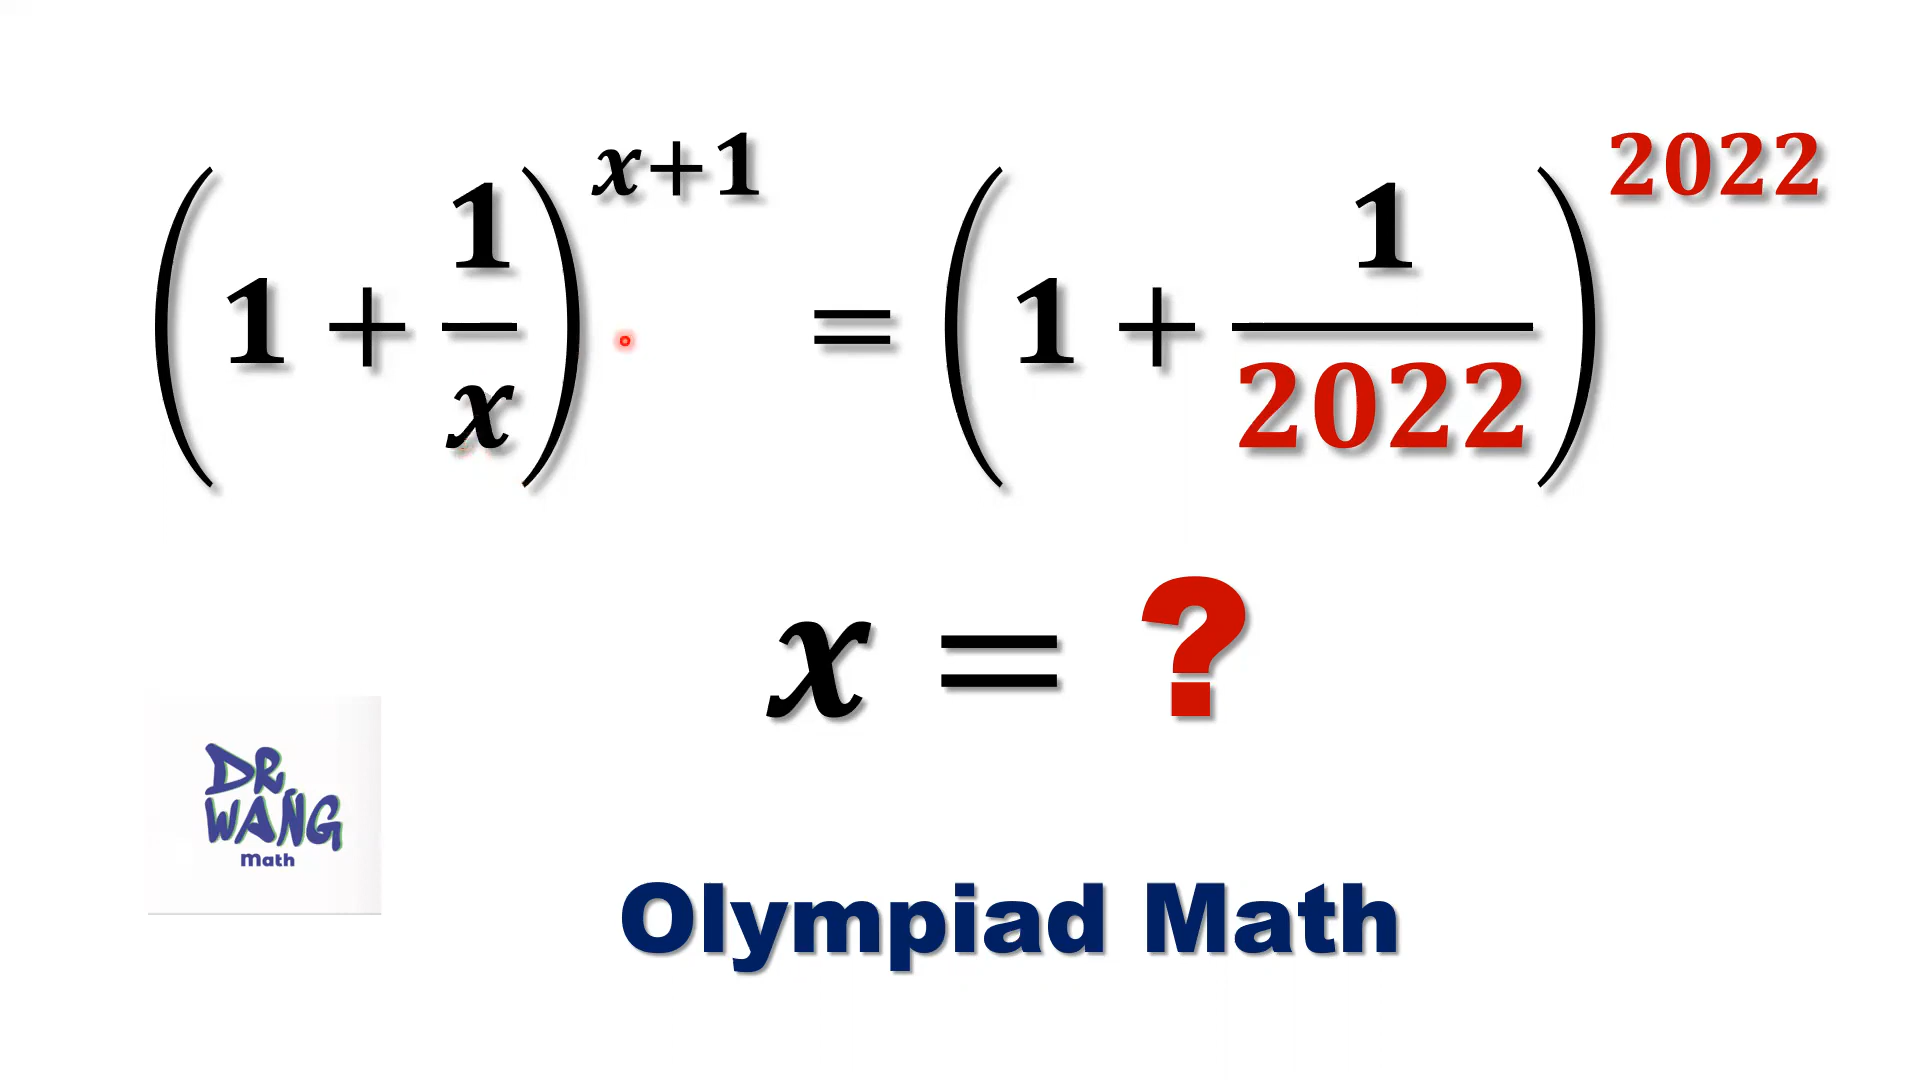 (1 + 1/x)^(x+1) = (1 + 1/2022)^2022
x = ?
DR
WANG
math
Olympiad Math